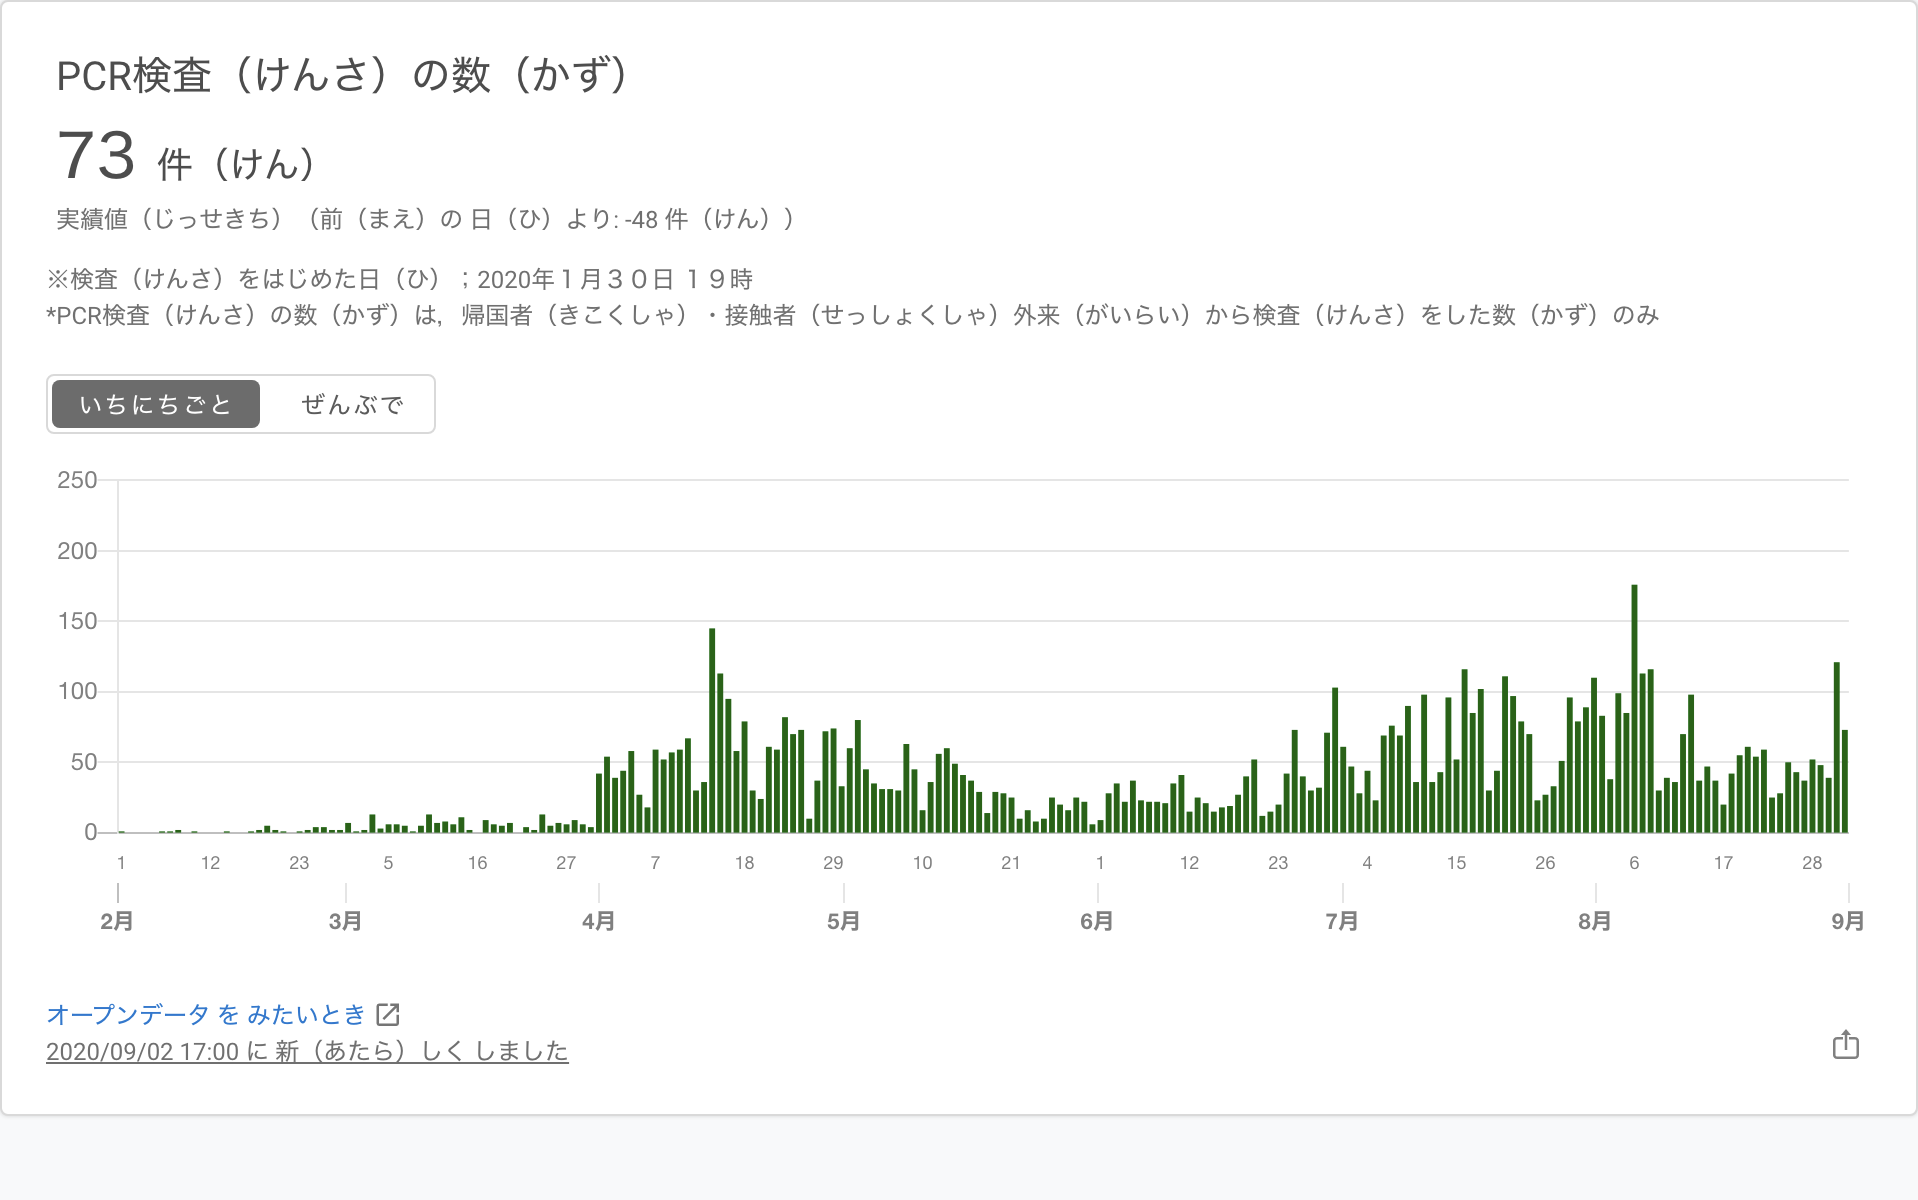 PCR検査（けんさ）の数（かず）
73 件（けん）
実績値（じっせきち）（前（まえ）の 日（ひ）より: -48 件（けん））
※検査（けんさ）をはじめた日（ひ）；2020年１月３０日 １９時
*PCR検査（けんさ）の数（かず）は，帰国者（きこくしゃ）・接触者（せっしょくしゃ）外来（がいらい）から検査（けんさ）をした数（かず）のみ
いちにちごと ぜんぶで
250
200
150
100
50
0
1 12 23 5 16 27 7 18 29 10 21 1 12 23 4 15 26 6 17 28
2月 3月 4月 5月 6月 7月 8月 9月
オープンデータ を みたいとき
2020/09/02 17:00 に 新（あたら）しく しました